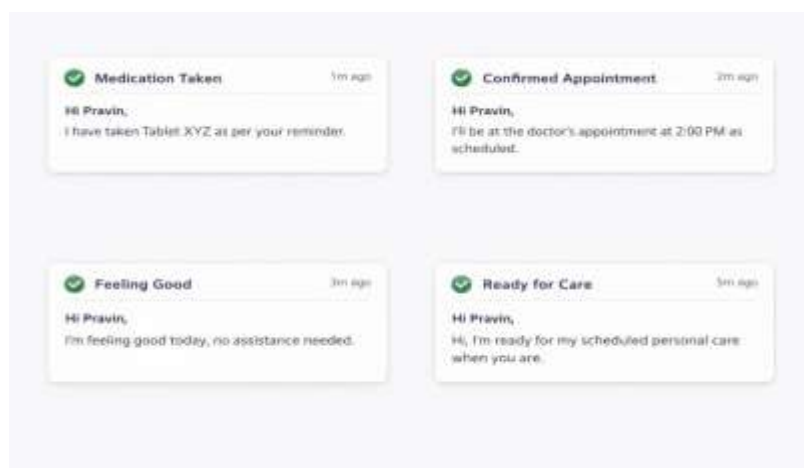 Medication Taken 1m ago
Hi Pravin,
I have taken Tablet XYZ as per your reminder.
Confirmed Appointment 2m ago
Hi Pravin,
I'll be at the doctor's appointment at 2:00 PM as
scheduled.
Feeling Good 3m ago
Hi Pravin,
I'm feeling good today, no assistance needed.
Ready for Care 5m ago
Hi Pravin,
Hi, I'm ready for my scheduled personal care
when you are.